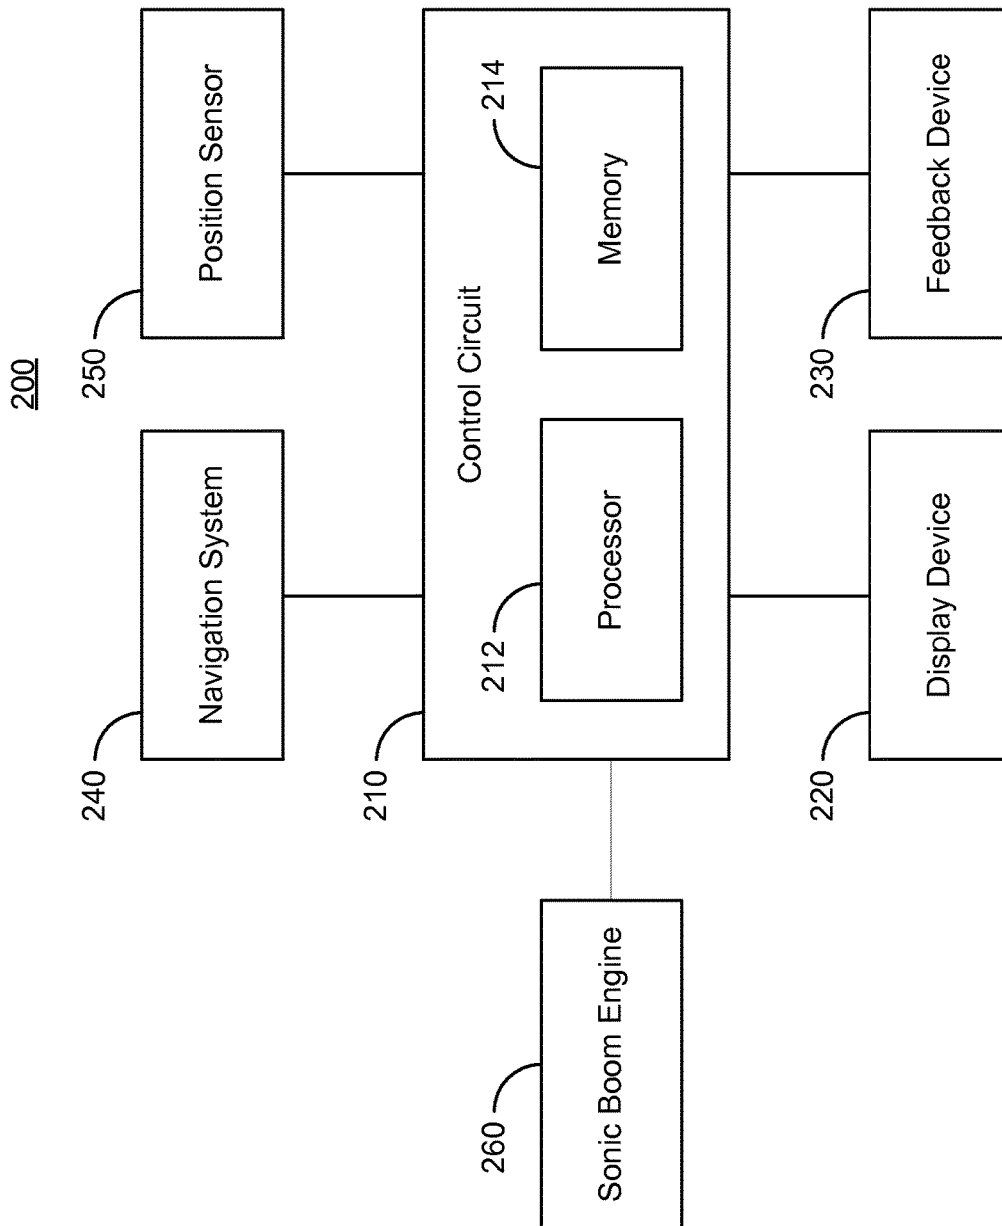 200
240
Navigation System
250
Position Sensor
210
Control Circuit
212
Processor
214
Memory
260
Sonic Boom Engine
220
Display Device
230
Feedback Device